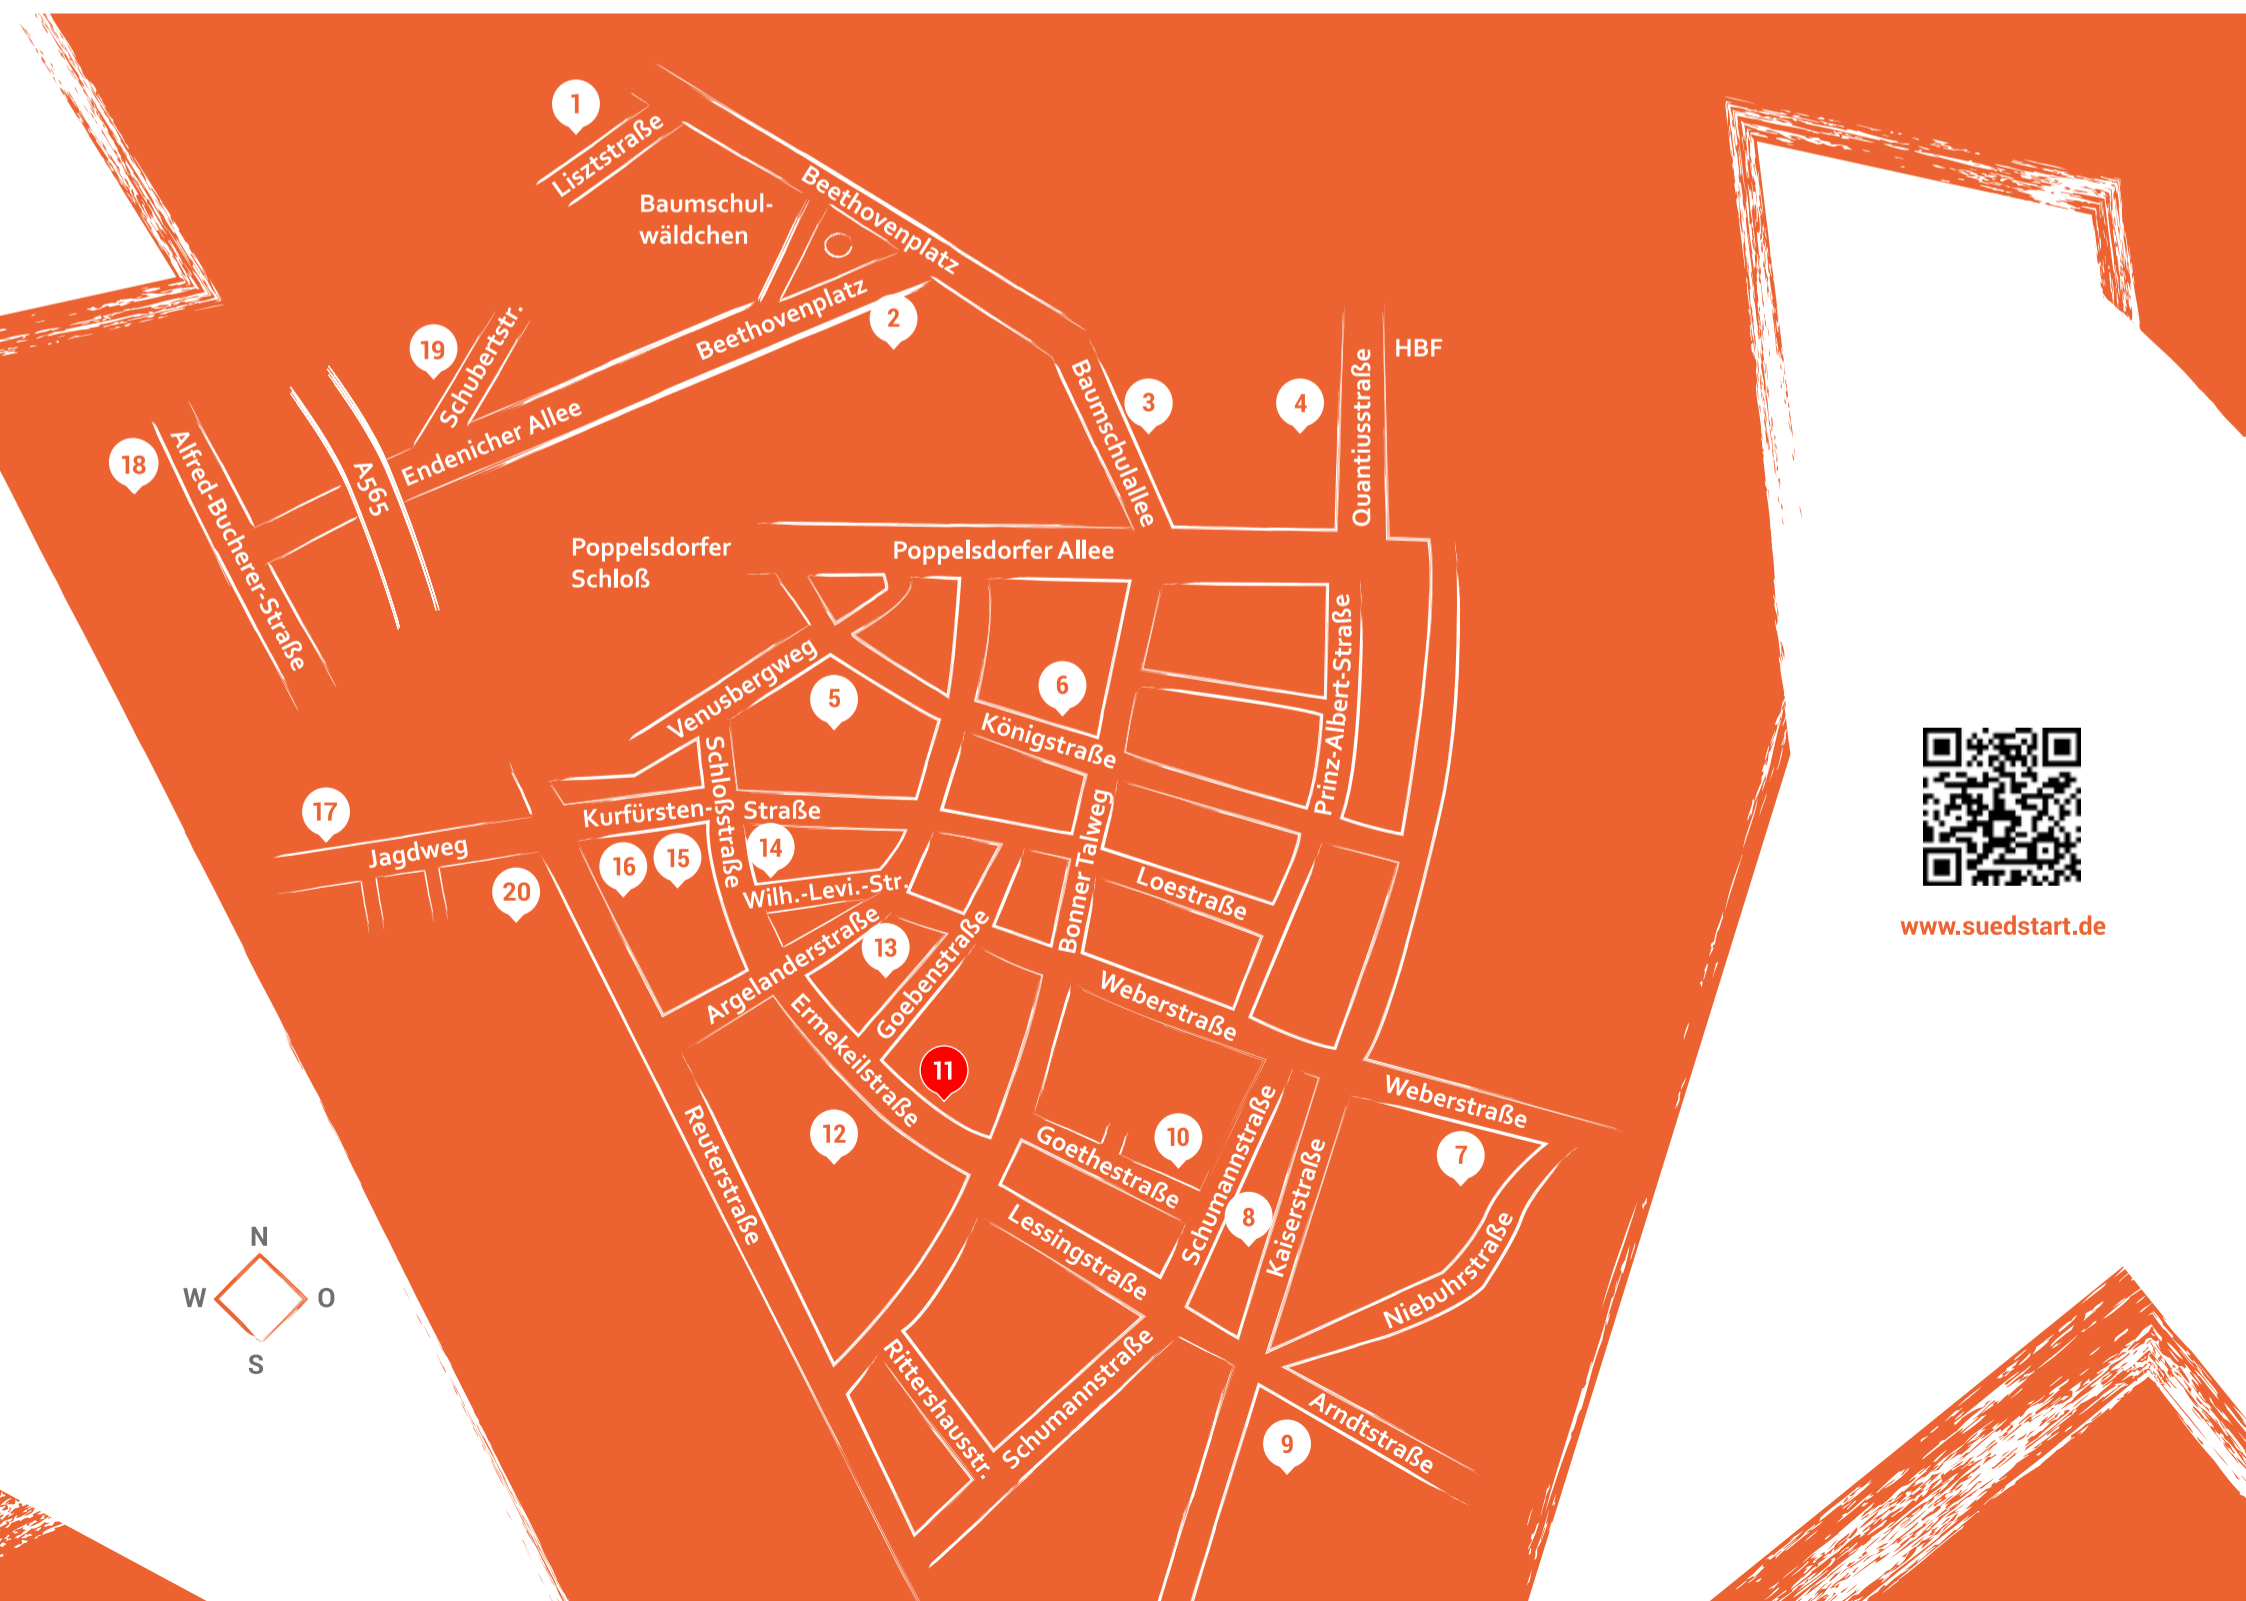 1
Lisztstraße
Baumschul-
wäldchen
Beethovenplatz
Beethovenplatz
2
19
Schubertstr.
Endenicher Allee
18
Alfred-Bucherer-Straße
A565
Baumschulallee
3
4
Quantiusstraße
HBF
Poppelsdorfer
Schloß
Poppelsdorfer Allee
Venusbergweg
5
6
Königstraße
Prinz-Albert-Straße
Schloßstraße
Kurfürsten- Straße
17
Jagdweg
20
16
15
14
Wilh.-Levi.-Str.
Bonner Talweg
Loestraße
Argelanderstraße
13
Goebenstraße
Ermekeilstraße
Weberstraße
11
12
Reuterstraße
Goethestraße
10
Schumannstraße
8
Kaiserstraße
Weberstraße
7
Niebuhrstraße
Lessingstraße
Rittershausstr.
Schumannstraße
9
Arndtstraße
www.suedstart.de
N
W O
S